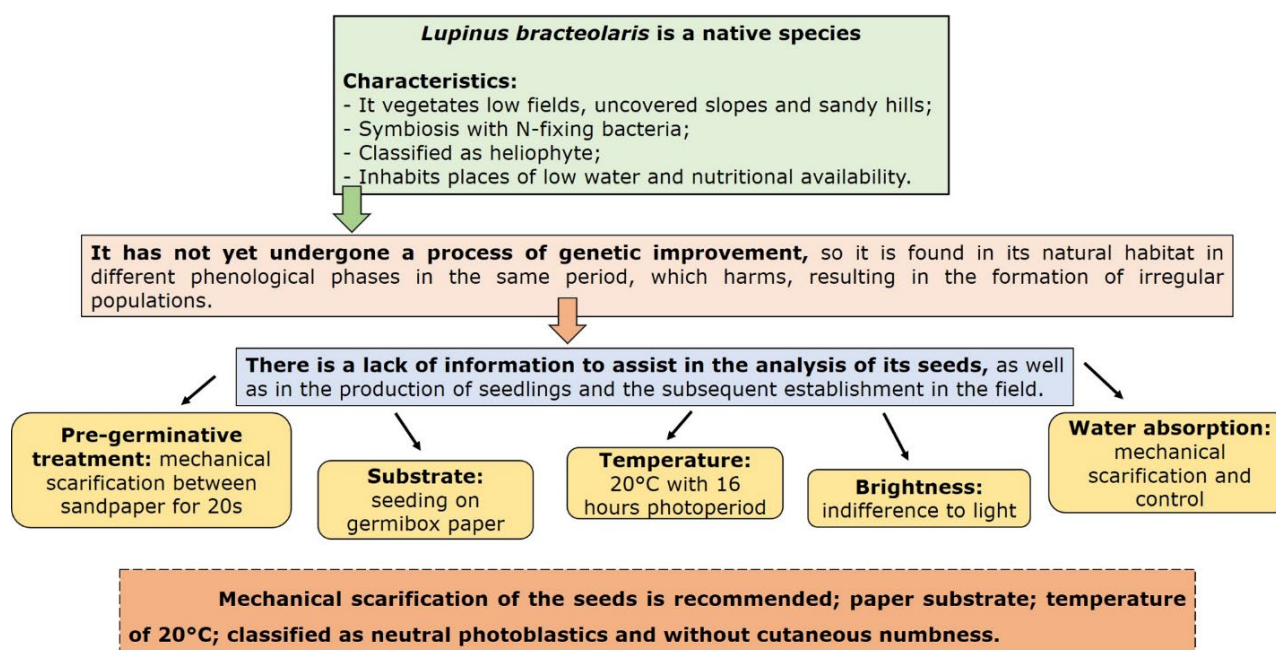 Lupinus bracteolaris is a native species
Characteristics:
- It vegetates low fields, uncovered slopes and sandy hills;
- Symbiosis with N-fixing bacteria;
- Classified as heliophyte;
- Inhabits places of low water and nutritional availability.
It has not yet undergone a process of genetic improvement, so it is found in its natural habitat in
different phenological phases in the same period, which harms, resulting in the formation of irregular
populations.
There is a lack of information to assist in the analysis of its seeds, as well
as in the production of seedlings and the subsequent establishment in the field.
Pre-germinative
treatment: mechanical
scarification between
sandpaper for 20s
Substrate:
seeding on
germibox paper
Temperature:
20°C with 16
hours photoperiod
Brightness:
indifference to light
Water absorption:
mechanical
scarification and
control
Mechanical scarification of the seeds is recommended; paper substrate; temperature
of 20°C; classified as neutral photoblastics and without cutaneous numbness.